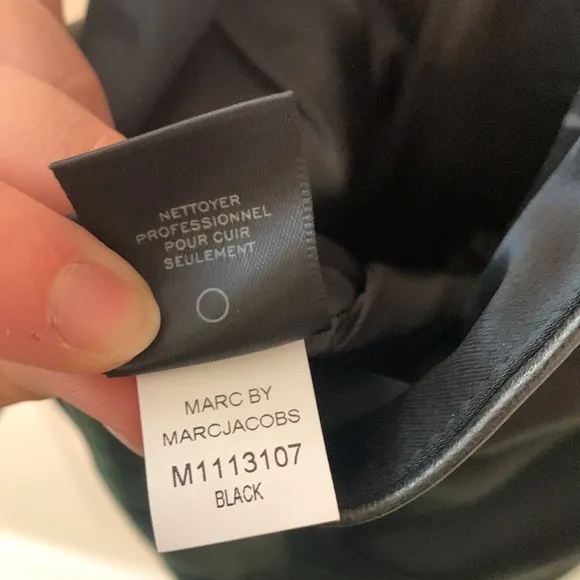 NETTOYER
PROFESSIONNEL
POUR CUIR
SEULEMENT
MARC BY
MARCJACOBS
M1113107
BLACK